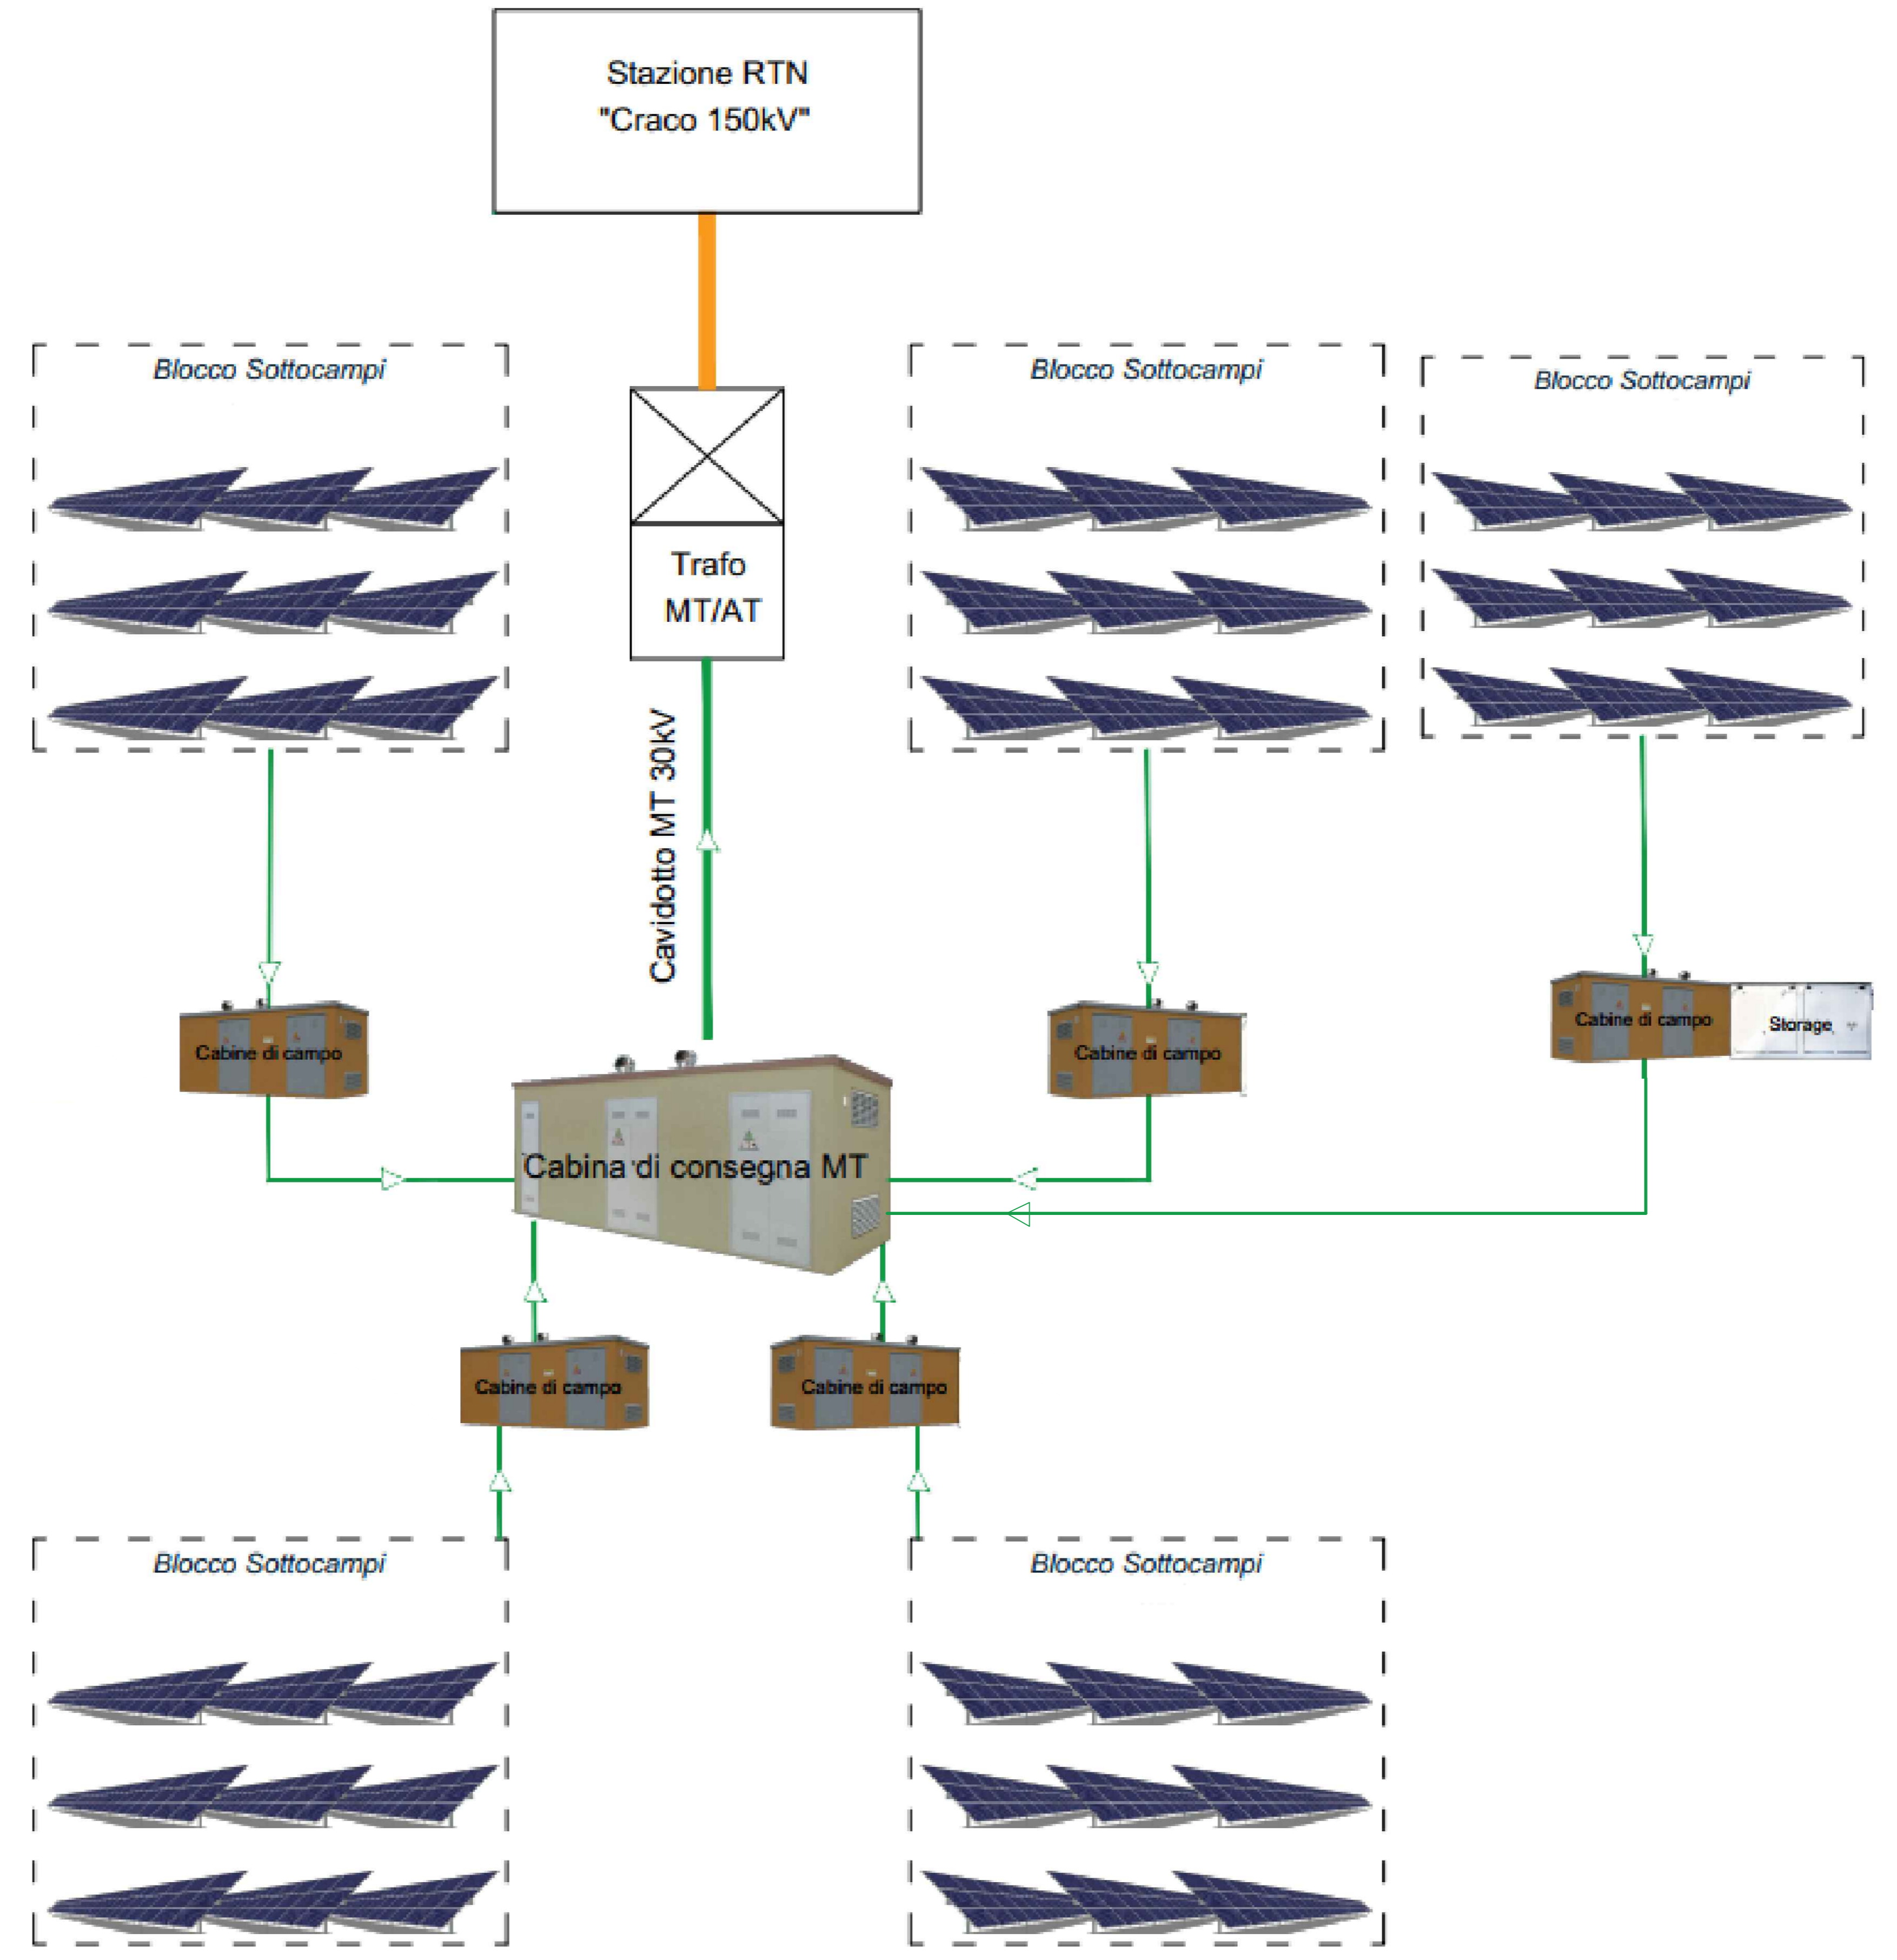 Stazione RTN
"Craco 150kV"
Blocco Sottocampi
Blocco Sottocampi
Blocco Sottocampi
Trafo
MT/AT
Cavidotto MT 30kV
Cabine di campo
Cabine di campo
Cabine di campo
Storage
Cabina di consegna MT
Cabine di campo
Cabine di campo
Blocco Sottocampi
Blocco Sottocampi